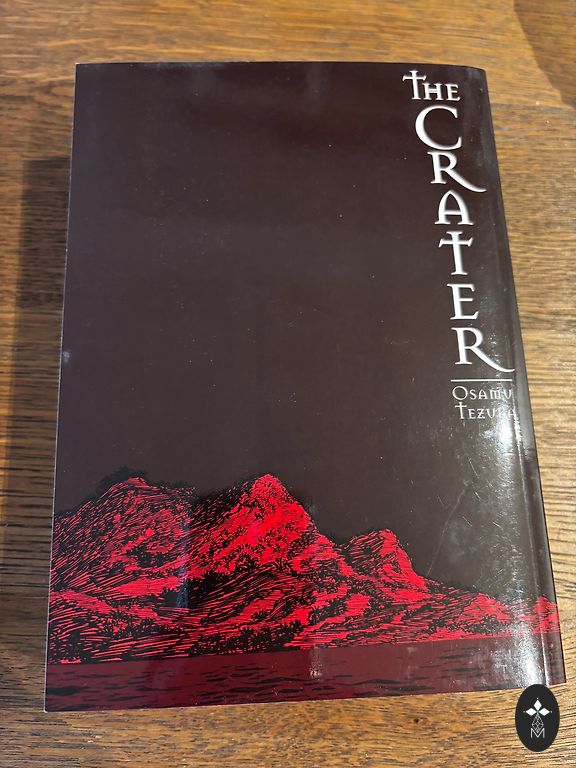 THE
CRATER
OSAMU
TEZUKA
M